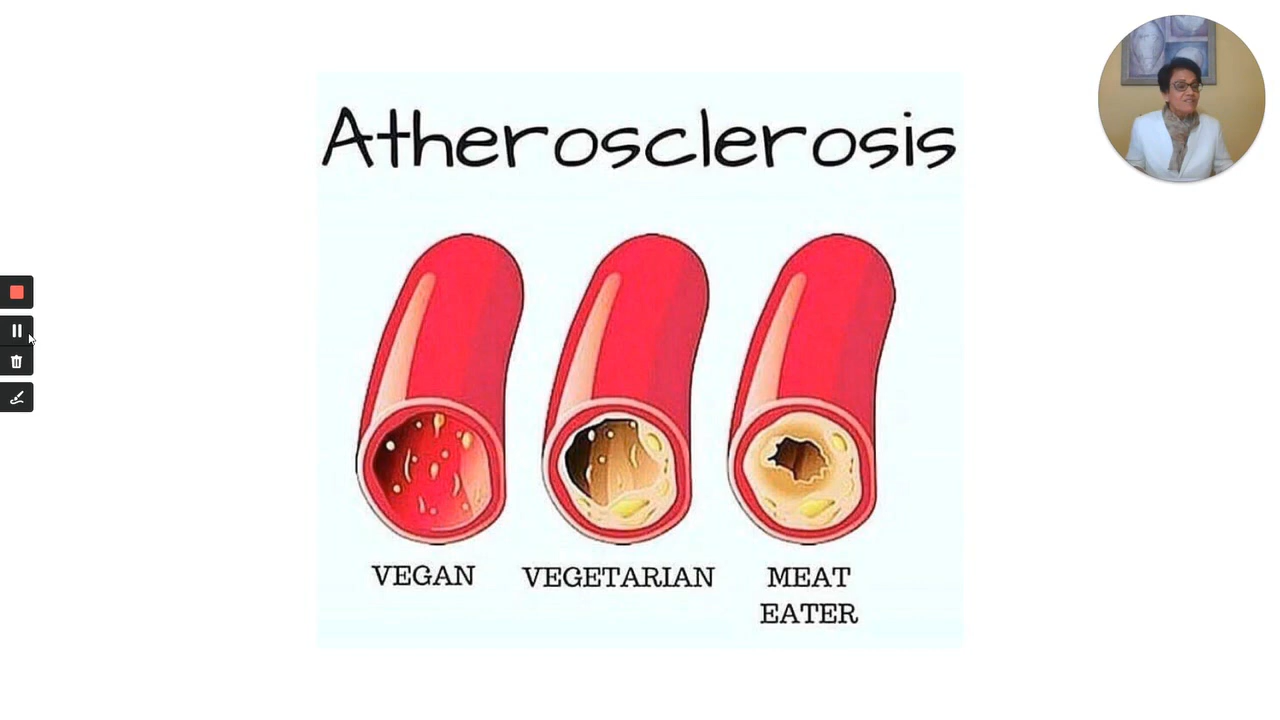 Atherosclerosis
VEGAN
VEGETARIAN
MEAT
EATER